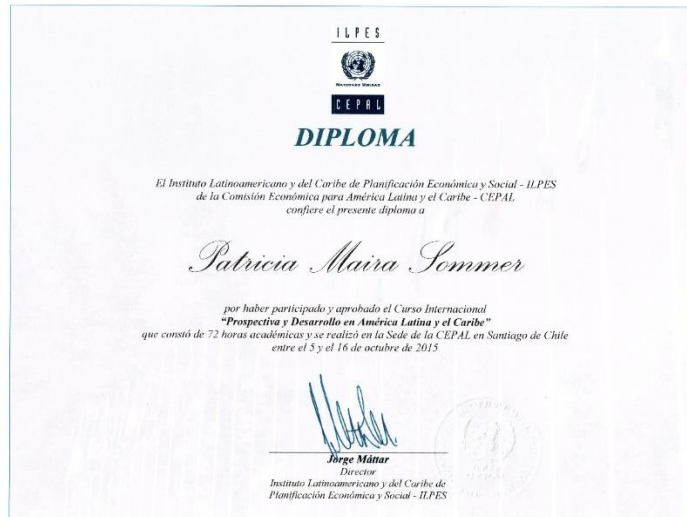 ILPES
NACIONES UNIDAS
CEPAL
DIPLOMA
El Instituto Latinoamericano y del Caribe de Planificación Económica y Social - ILPES
de la Comisión Económica para América Latina y el Caribe - CEPAL
confiere el presente diploma a
Patricia Maira Sommer
por haber participado y aprobado el Curso Internacional
“Prospectiva y Desarrollo en América Latina y el Caribe”
que constó de 72 horas académicas y se realizó en la Sede de la CEPAL en Santiago de Chile
entre el 5 y el 16 de octubre de 2015
Jorge Máttar
Director
Instituto Latinoamericano y del Caribe de
Planificación Económica y Social - ILPES